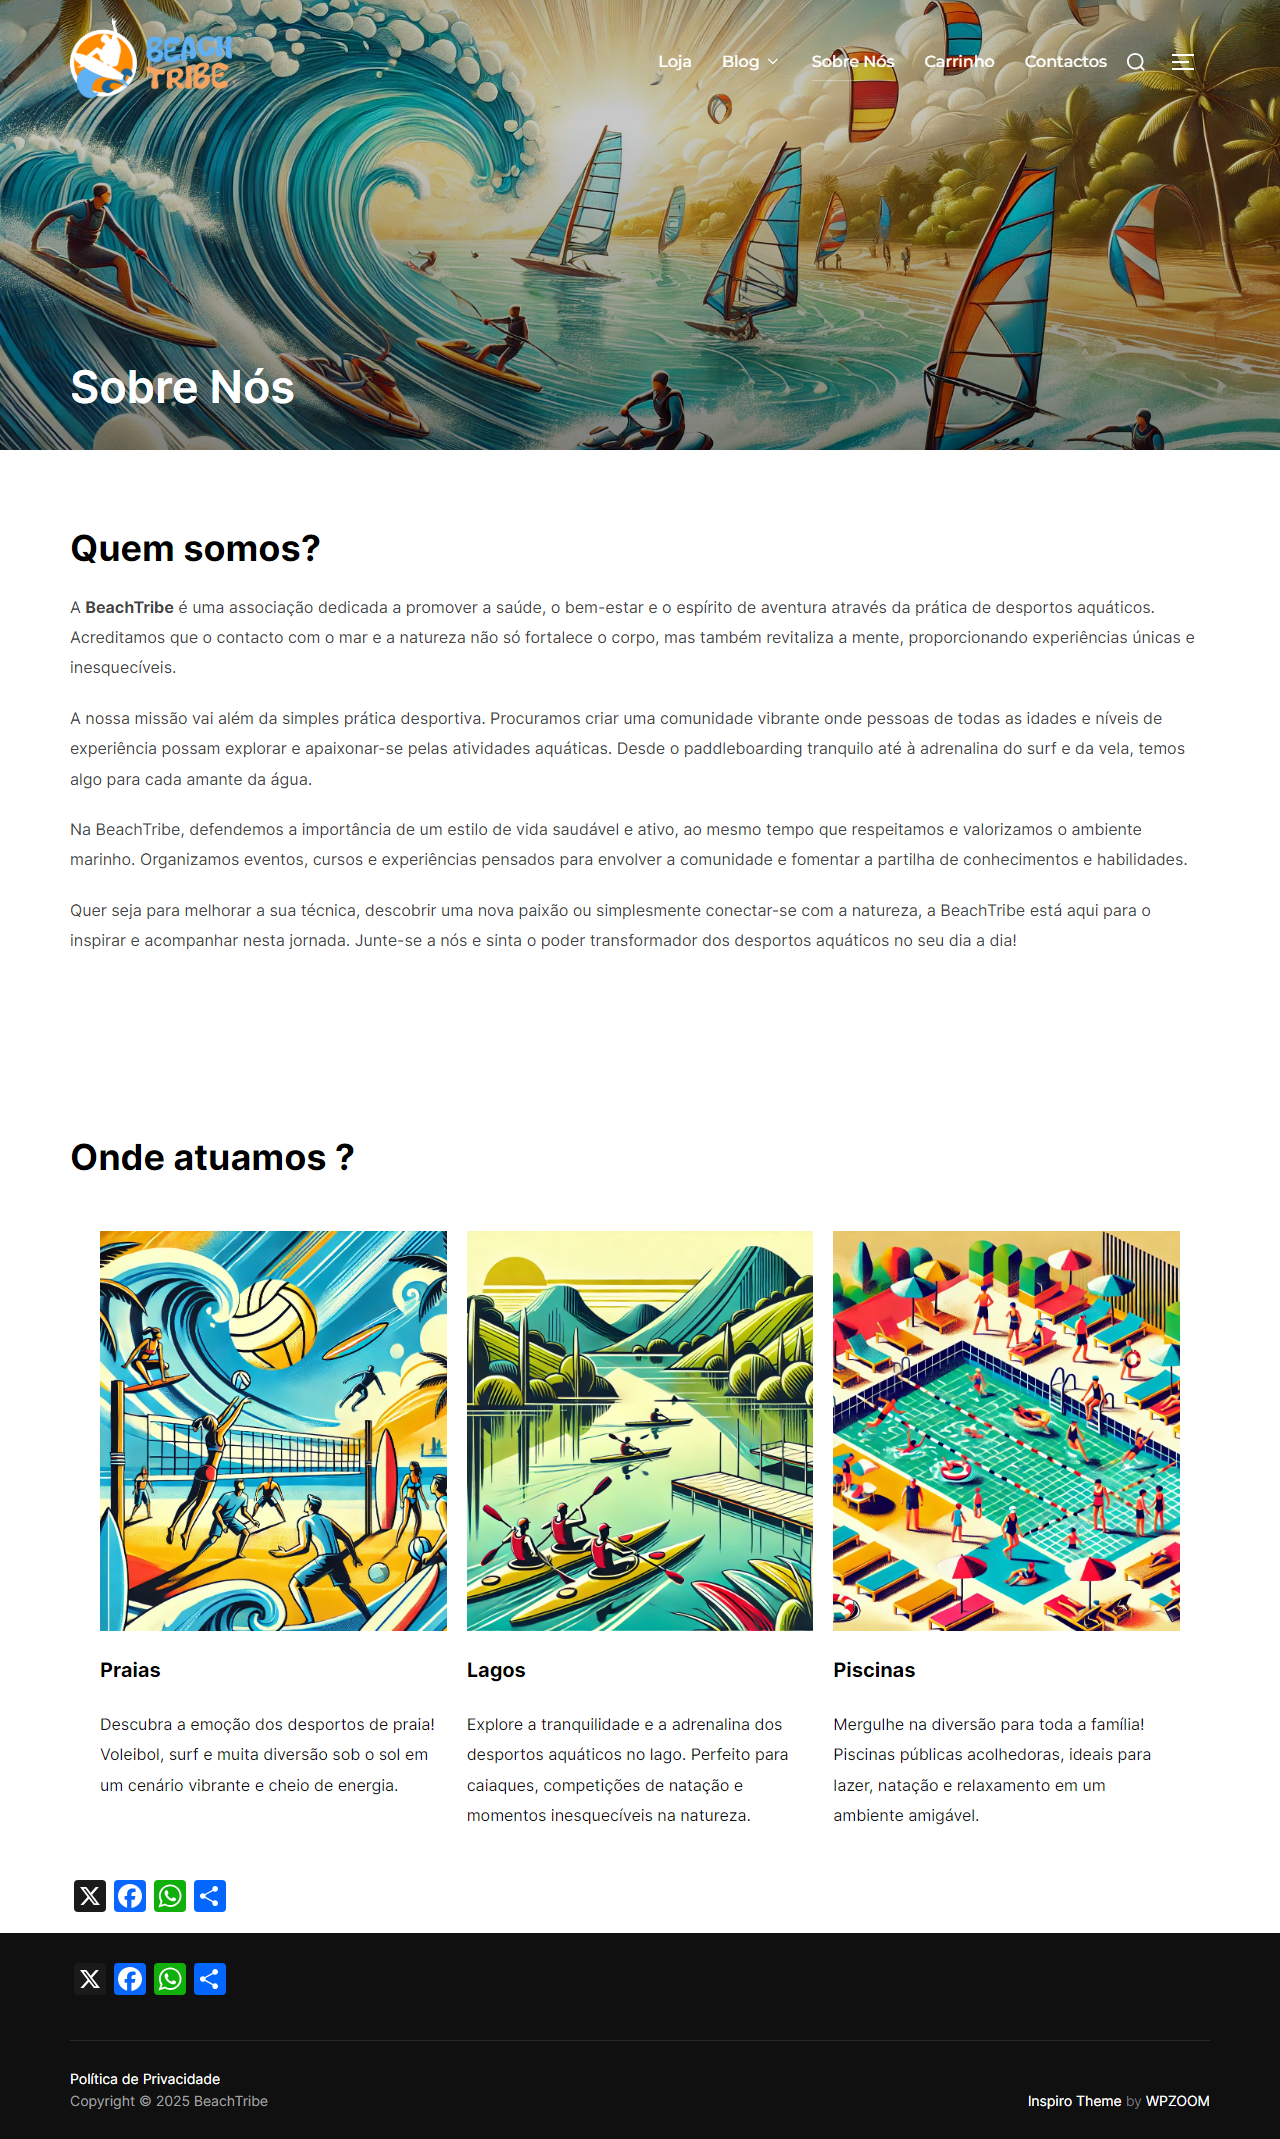 BEACH
TRIBE
Loja Blog Sobre Nós Carrinho Contactos
Sobre Nós
Quem somos?
A BeachTribe é uma associação dedicada a promover a saúde, o bem-estar e o espírito de aventura através da prática de desportos aquáticos.
Acreditamos que o contacto com o mar e a natureza não só fortalece o corpo, mas também revitaliza a mente, proporcionando experiências únicas e
inesquecíveis.
A nossa missão vai além da simples prática desportiva. Procuramos criar uma comunidade vibrante onde pessoas de todas as idades e níveis de
experiência possam explorar e apaixonar-se pelas atividades aquáticas. Desde o paddleboarding tranquilo até à adrenalina do surf e da vela, temos
algo para cada amante da água.
Na BeachTribe, defendemos a importância de um estilo de vida saudável e ativo, ao mesmo tempo que respeitamos e valorizamos o ambiente
marinho. Organizamos eventos, cursos e experiências pensados para envolver a comunidade e fomentar a partilha de conhecimentos e habilidades.
Quer seja para melhorar a sua técnica, descobrir uma nova paixão ou simplesmente conectar-se com a natureza, a BeachTribe está aqui para o
inspirar e acompanhar nesta jornada. Junte-se a nós e sinta o poder transformador dos desportos aquáticos no seu dia a dia!
Onde atuamos ?
Praias
Descubra a emoção dos desportos de praia!
Voleibol, surf e muita diversão sob o sol em
um cenário vibrante e cheio de energia.
Lagos
Explore a tranquilidade e a adrenalina dos
desportos aquáticos no lago. Perfeito para
caiaques, competições de natação e
momentos inesquecíveis na natureza.
Piscinas
Mergulhe na diversão para toda a família!
Piscinas públicas acolhedoras, ideais para
lazer, natação e relaxamento em um
ambiente amigável.
Política de Privacidade
Copyright © 2025 BeachTribe
Inspiro Theme by WPZOOM